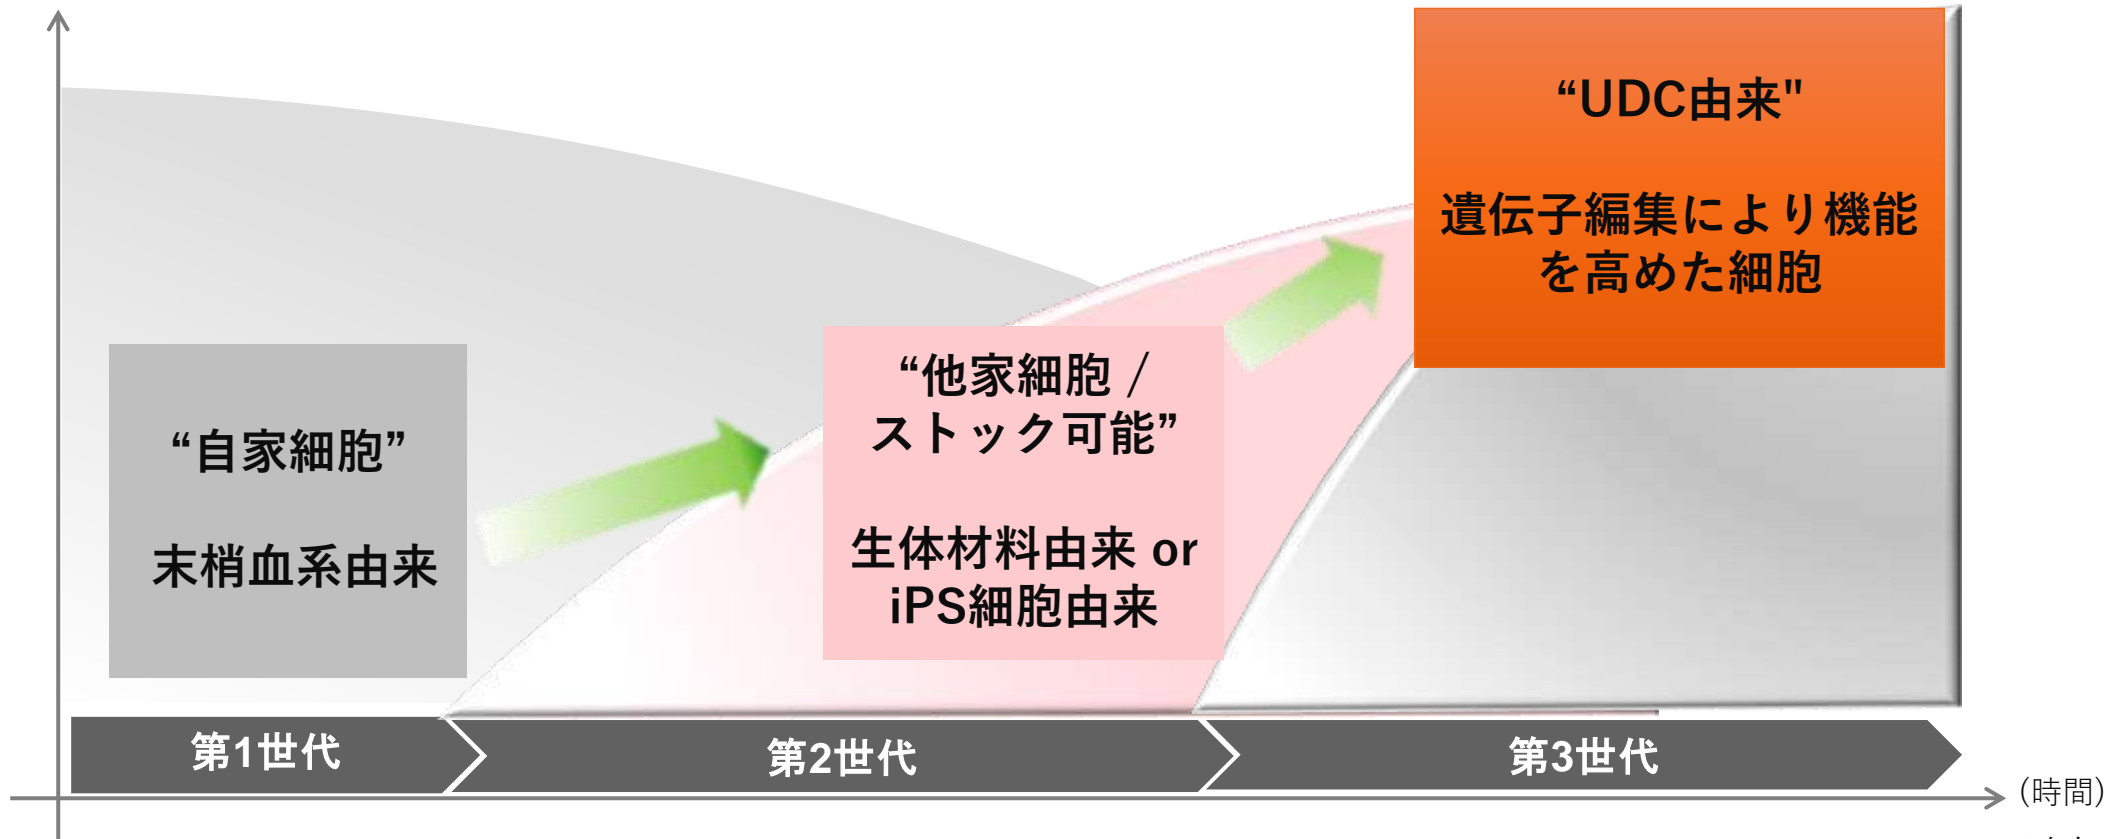 “UDC由来"
遺伝子編集により機能
を高めた細胞
“他家細胞 /
ストック可能”
生体材料由来 or
iPS細胞由来
“自家細胞”
末梢血系由来
第1世代
第2世代
第3世代
(時間)